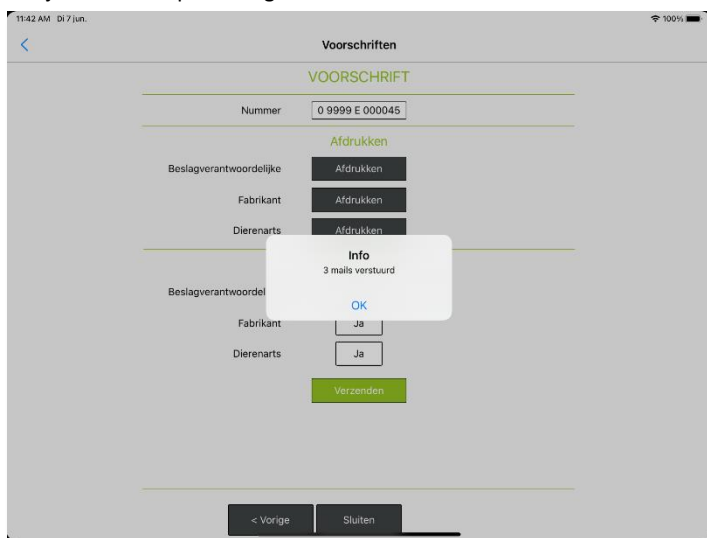 11:42 AM Di 7 jun.
100%
Voorschriften
VOORSCHRIFT
Nummer 0 9999 E 000045
Afdrukken
Beslagverantwoordelijke Afdrukken
Fabrikant Afdrukken
Dierenarts Afdrukken
Info
3 mails verstuurd
Beslagverantwoordel
OK
Fabrikant Ja
Dierenarts Ja
Verzenden
< Vorige Sluiten